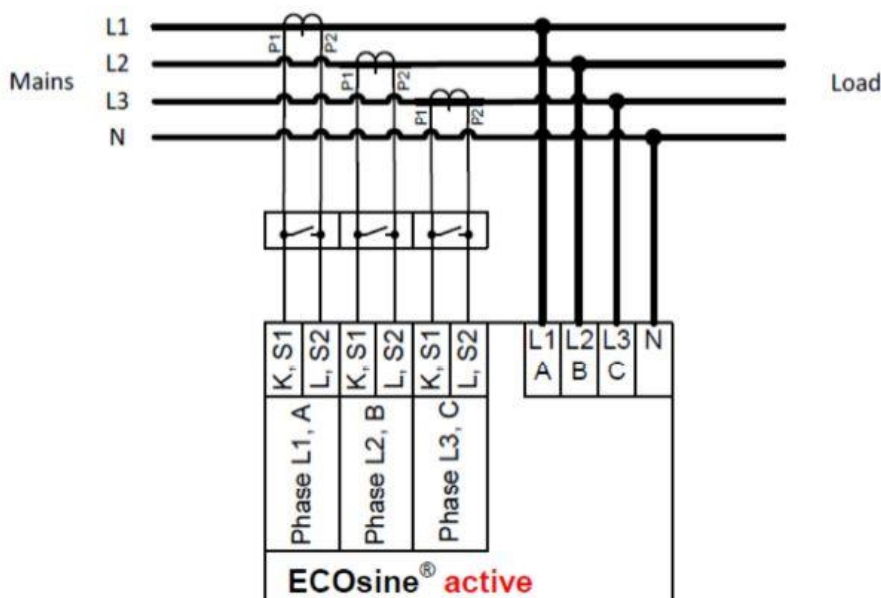 L1
P1
P2
L2
P1
P2
Mains
Load
L3
P1
P2
N
K, S1
L, S2
K, S1
L, S2
K, S1
L, S2
L1
A
L2
B
L3
C
N
Phase L1, A
Phase L2, B
Phase L3, C
ECOsine® active